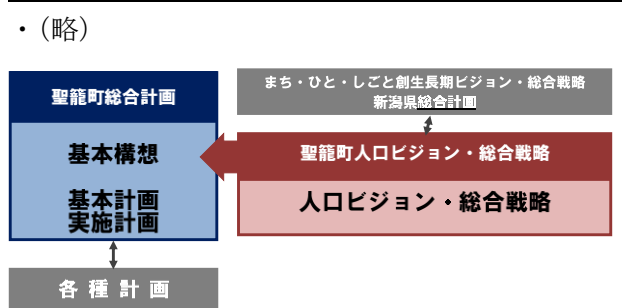 ・（略）
聖籠町総合計画
基本構想
基本計画
実施計画
各種計画
まち・ひと・しごと創生長期ビジョン・総合戦略
新潟県総合計画
聖籠町人口ビジョン・総合戦略
人口ビジョン・総合戦略